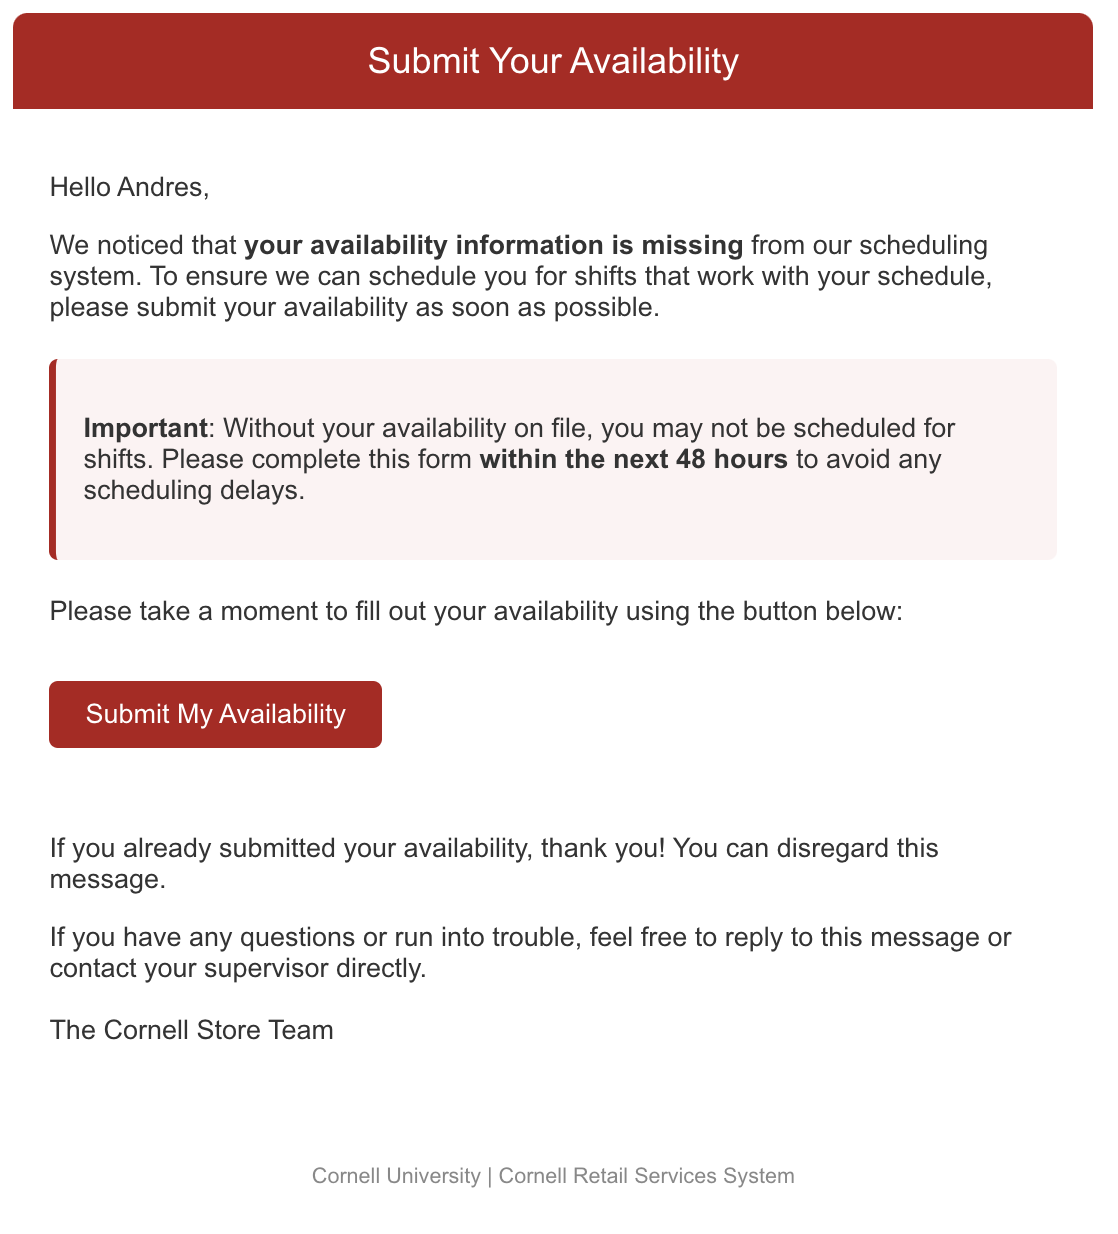 Submit Your Availability
Hello Andres,
We noticed that your availability information is missing from our scheduling
system. To ensure we can schedule you for shifts that work with your schedule,
please submit your availability as soon as possible.
Important: Without your availability on file, you may not be scheduled for
shifts. Please complete this form within the next 48 hours to avoid any
scheduling delays.
Please take a moment to fill out your availability using the button below:
Submit My Availability
If you already submitted your availability, thank you! You can disregard this
message.
If you have any questions or run into trouble, feel free to reply to this message or
contact your supervisor directly.
The Cornell Store Team
Cornell University | Cornell Retail Services System